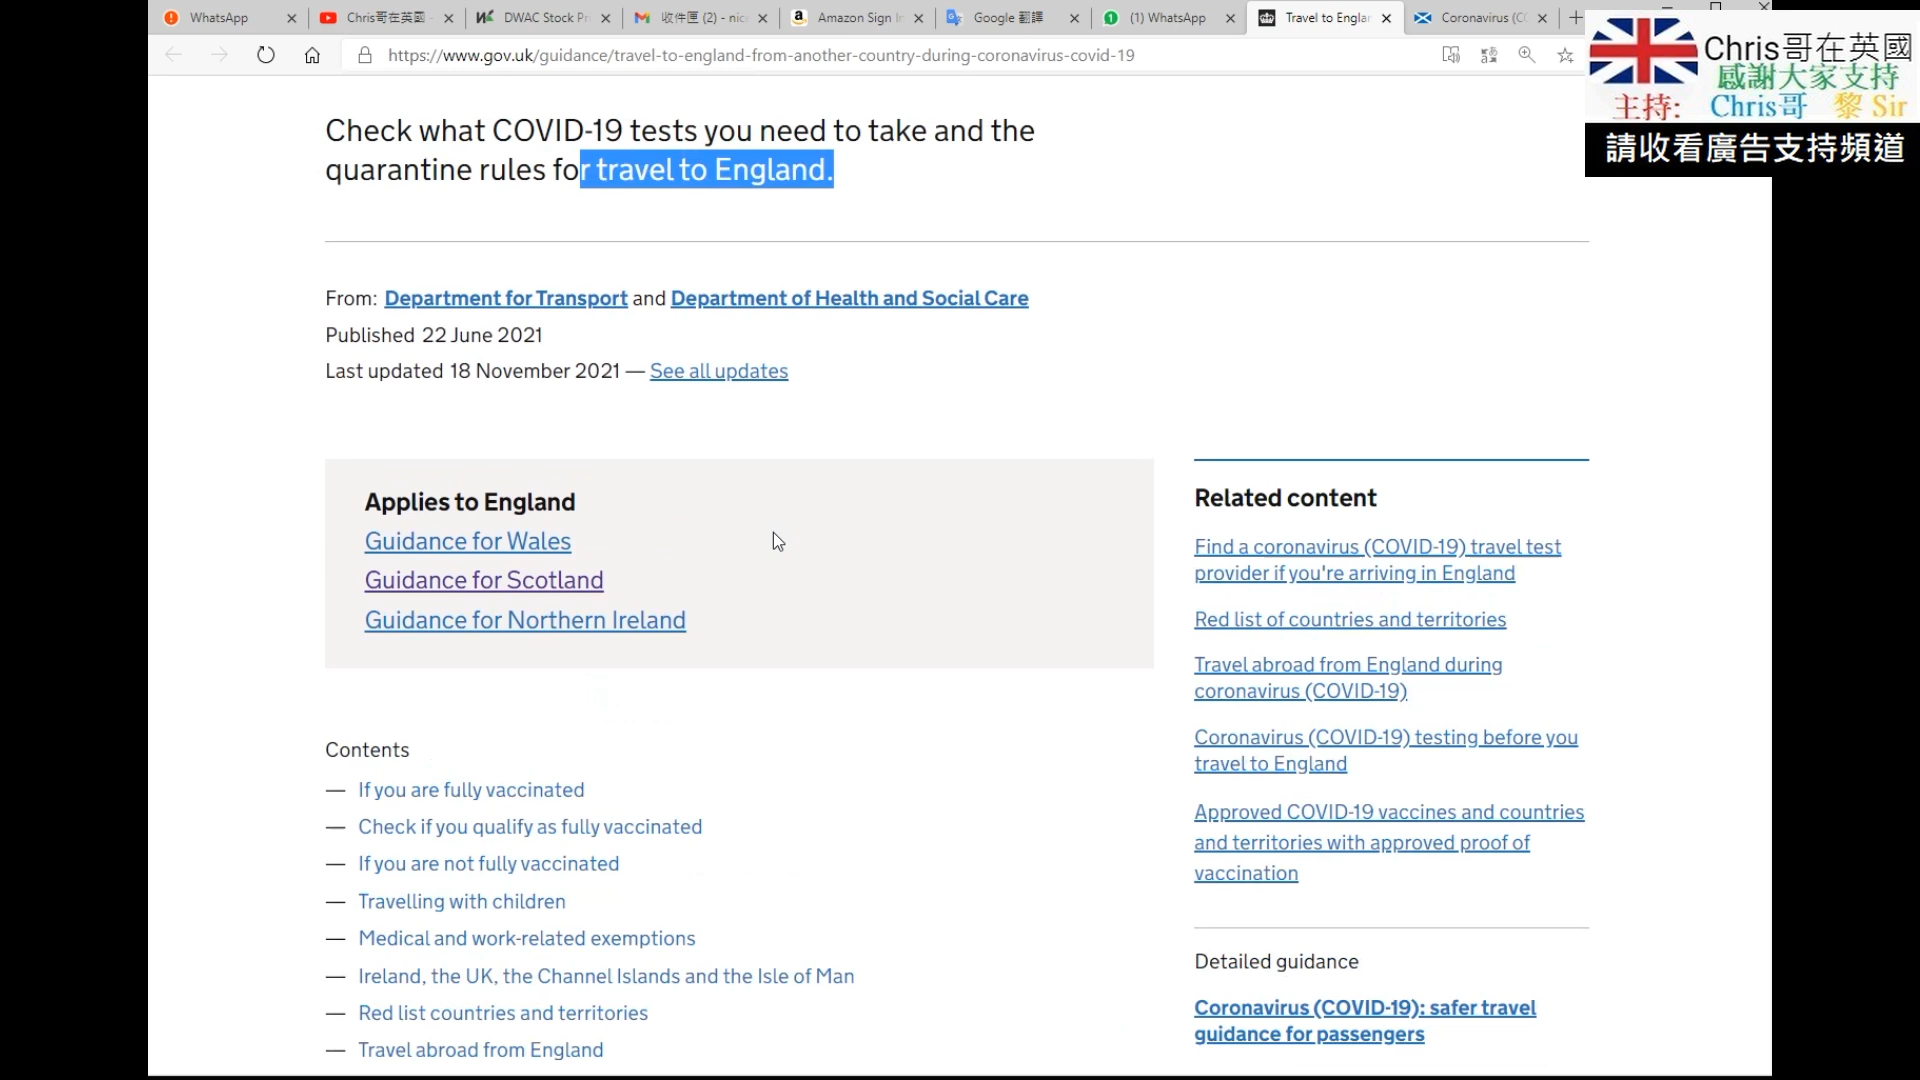 WhatsApp
Chris哥在英國
DWAC Stock Pr
收件匣 (2) - nic
Amazon Sign In
Google 翻譯
(1) WhatsApp
Travel to Englan
Coronavirus (CO
https://www.gov.uk/guidance/travel-to-england-from-another-country-during-coronavirus-covid-19
Chris哥在英國
感謝大家支持
主持: Chris哥 黎 Sir
請收看廣告支持頻道
Check what COVID-19 tests you need to take and the
quarantine rules for travel to England.
From: Department for Transport and Department of Health and Social Care
Published 22 June 2021
Last updated 18 November 2021 — See all updates
Applies to England
Guidance for Wales
Guidance for Scotland
Guidance for Northern Ireland
Contents
— If you are fully vaccinated
— Check if you qualify as fully vaccinated
— If you are not fully vaccinated
— Travelling with children
— Medical and work-related exemptions
— Ireland, the UK, the Channel Islands and the Isle of Man
— Red list countries and territories
— Travel abroad from England
Related content
Find a coronavirus (COVID-19) travel test
provider if you're arriving in England
Red list of countries and territories
Travel abroad from England during
coronavirus (COVID-19)
Coronavirus (COVID-19) testing before you
travel to England
Approved COVID-19 vaccines and countries
and territories with approved proof of
vaccination
Detailed guidance
Coronavirus (COVID-19): safer travel
guidance for passengers